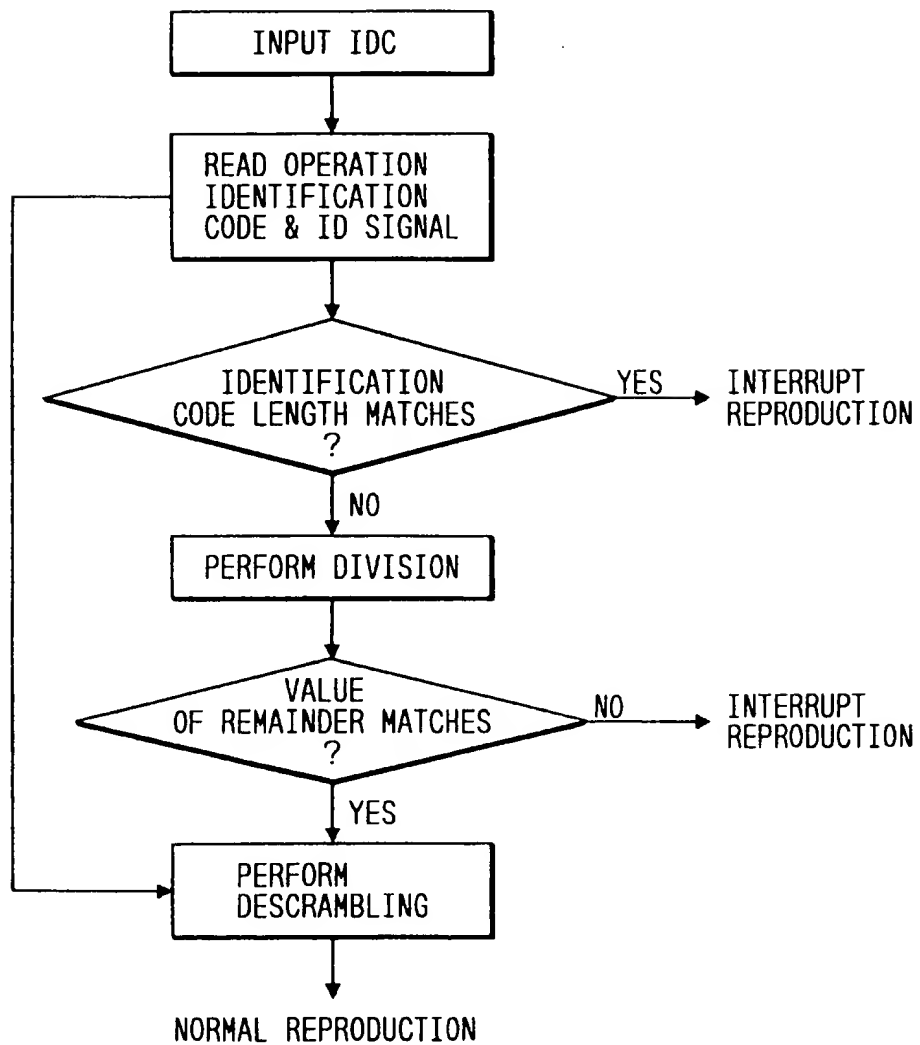 INPUT IDC
READ OPERATION
IDENTIFICATION
CODE & ID SIGNAL
IDENTIFICATION
CODE LENGTH MATCHES
?
YES
INTERRUPT
REPRODUCTION
NO
PERFORM DIVISION
VALUE
OF REMAINDER MATCHES
?
NO
INTERRUPT
REPRODUCTION
YES
PERFORM
DESCRAMBLING
NORMAL REPRODUCTION